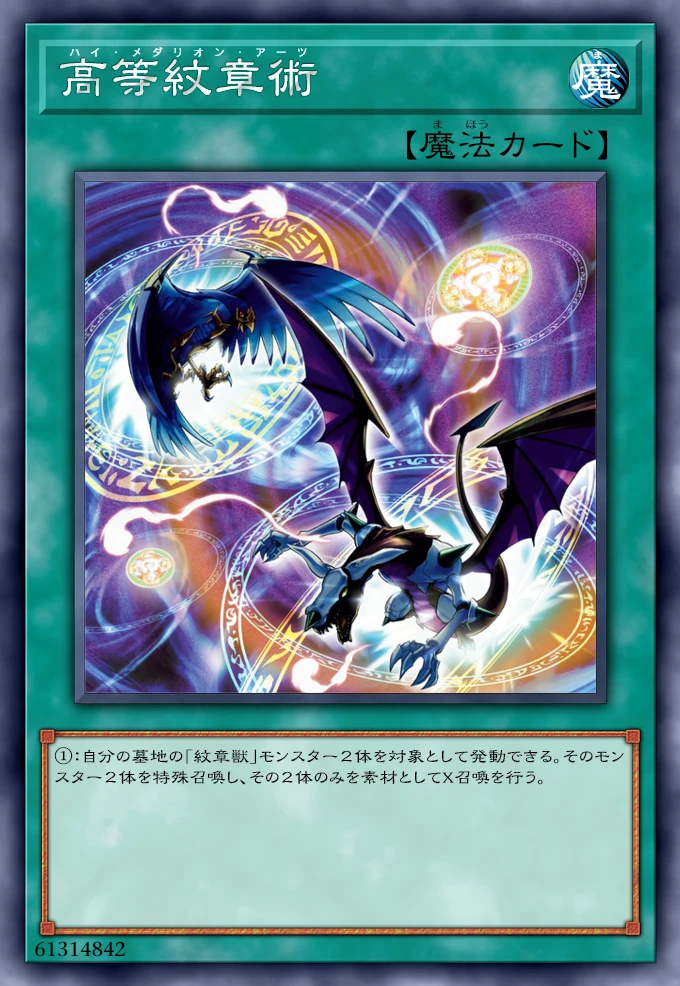 ハイ・メダリオン・アーツ
高等紋章術
ま
魔
ま ほう
【魔法カード】
①:自分の墓地の「紋章獣」モンスター2体を対象として発動できる。そのモン
スター2体を特殊召喚し、その2体のみを素材としてX召喚を行う。
61314842